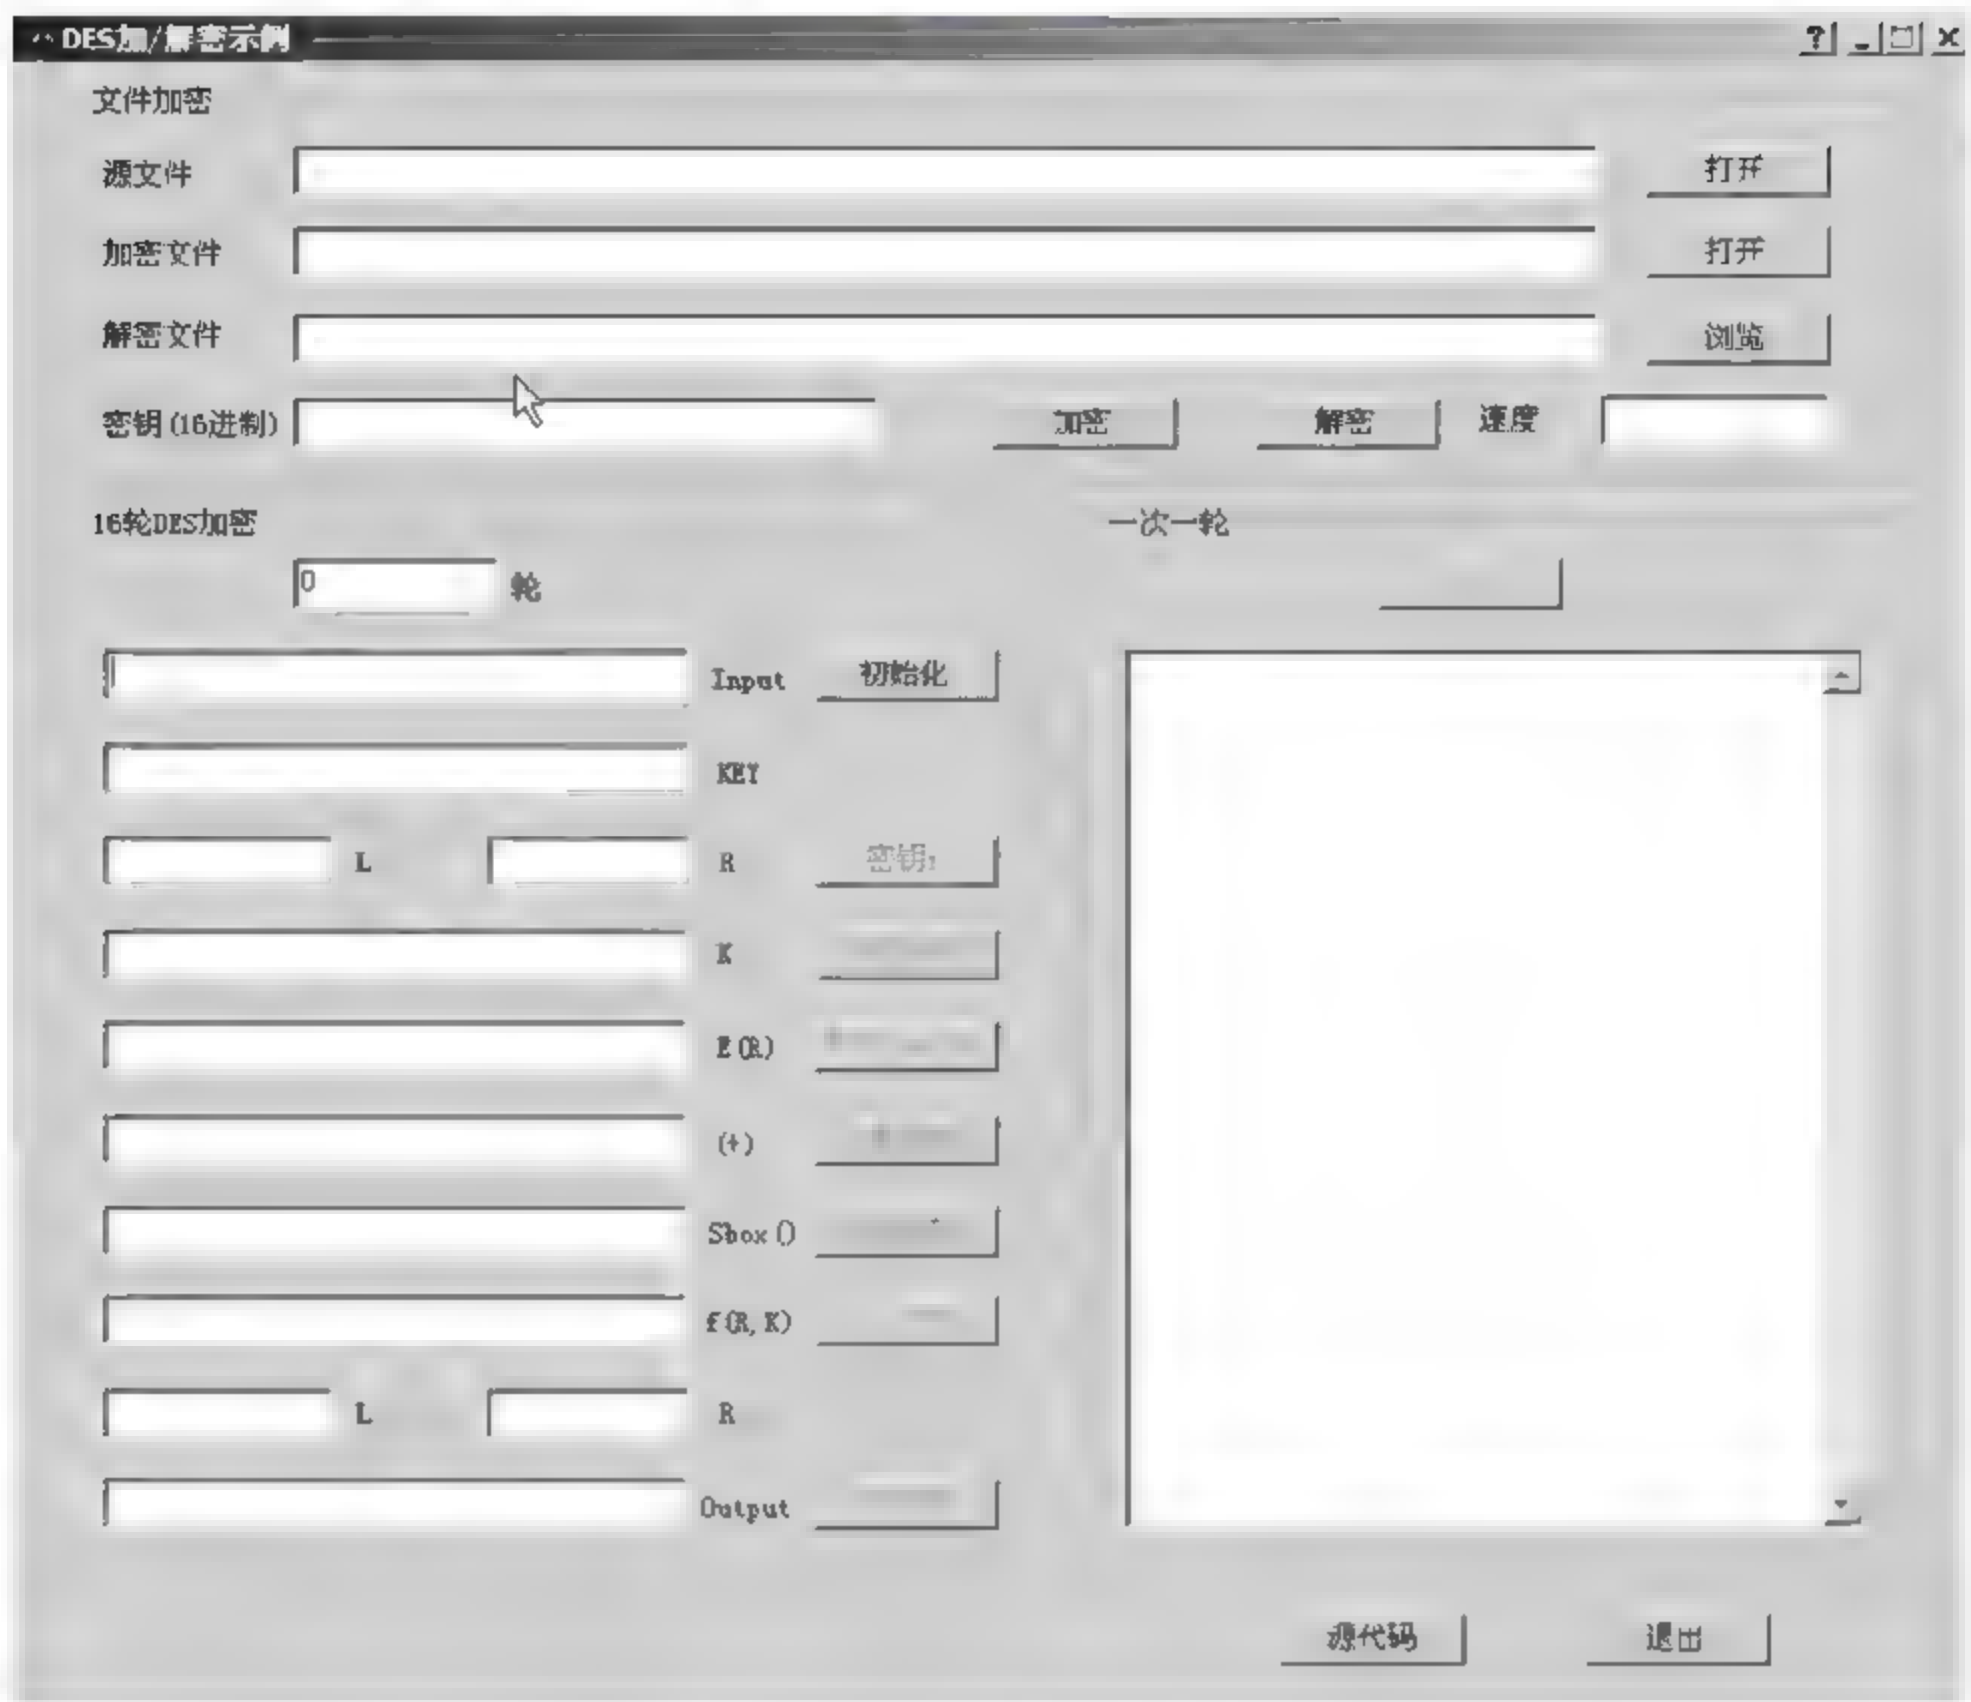 DES加/解密示例
文件加密
源文件 打开
加密文件 打开
解密文件 浏览
密钥(16进制) 加密 解密 速度
16轮DES加密 一次一轮
0 轮
Input 初始化
KEY
L R 密钥
K
E(R)
(+)
Sbox()
f(R,K)
L R
Output
源代码 退出